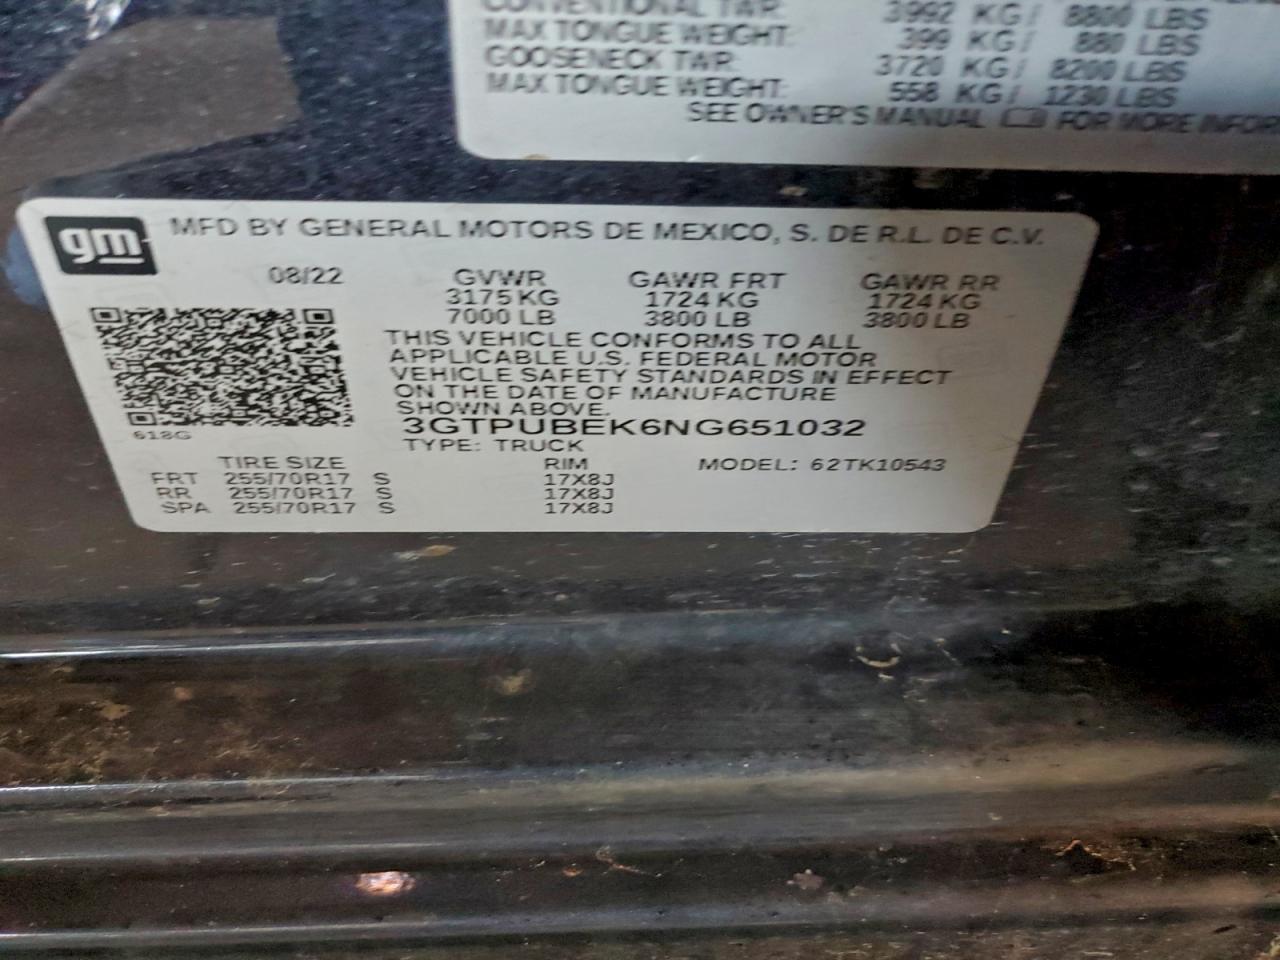 CONVENTIONAL TWR: 3992 KG / 8800 LBS
MAX TONGUE WEIGHT: 399 KG / 880 LBS
GOOSENECK TWR: 3720 KG / 8200 LBS
MAX TONGUE WEIGHT: 558 KG / 1230 LBS
SEE OWNER'S MANUAL FOR MORE INFOR
gm MFD BY GENERAL MOTORS DE MEXICO, S. DE R.L. DE C.V.
08/22 GVWR GAWR FRT GAWR RR
3175 KG 1724 KG 1724 KG
7000 LB 3800 LB 3800 LB
THIS VEHICLE CONFORMS TO ALL
APPLICABLE U.S. FEDERAL MOTOR
VEHICLE SAFETY STANDARDS IN EFFECT
ON THE DATE OF MANUFACTURE
SHOWN ABOVE.
618G
3GTPUBEK6NG651032
TYPE: TRUCK
TIRE SIZE RIM MODEL: 62TK10543
FRT 255/70R17 S 17X8J
RR 255/70R17 S 17X8J
SPA 255/70R17 S 17X8J